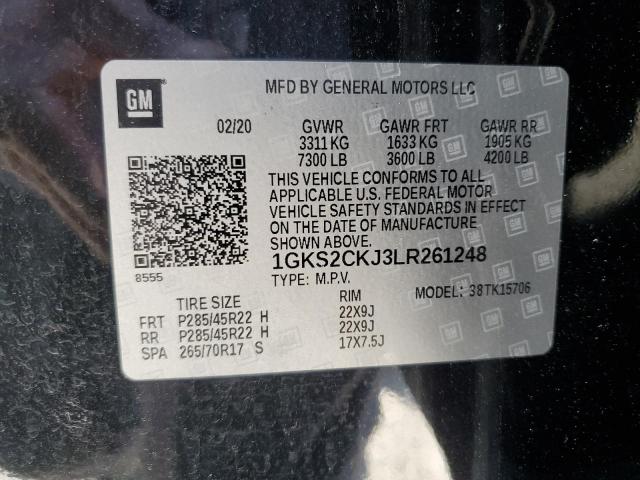 GM
MFD BY GENERAL MOTORS LLC
02/20 GVWR GAWR FRT GAWR RR
3311 KG 1633 KG 1905 KG
7300 LB 3600 LB 4200 LB
THIS VEHICLE CONFORMS TO ALL
APPLICABLE U.S. FEDERAL MOTOR
VEHICLE SAFETY STANDARDS IN EFFECT
ON THE DATE OF MANUFACTURE
SHOWN ABOVE.
8555
1GKS2CKJ3LR261248
TYPE: M.P.V. MODEL: 38TK15706
TIRE SIZE RIM
FRT P285/45R22 H 22X9J
RR P285/45R22 H 22X9J
SPA 265/70R17 S 17X7.5J